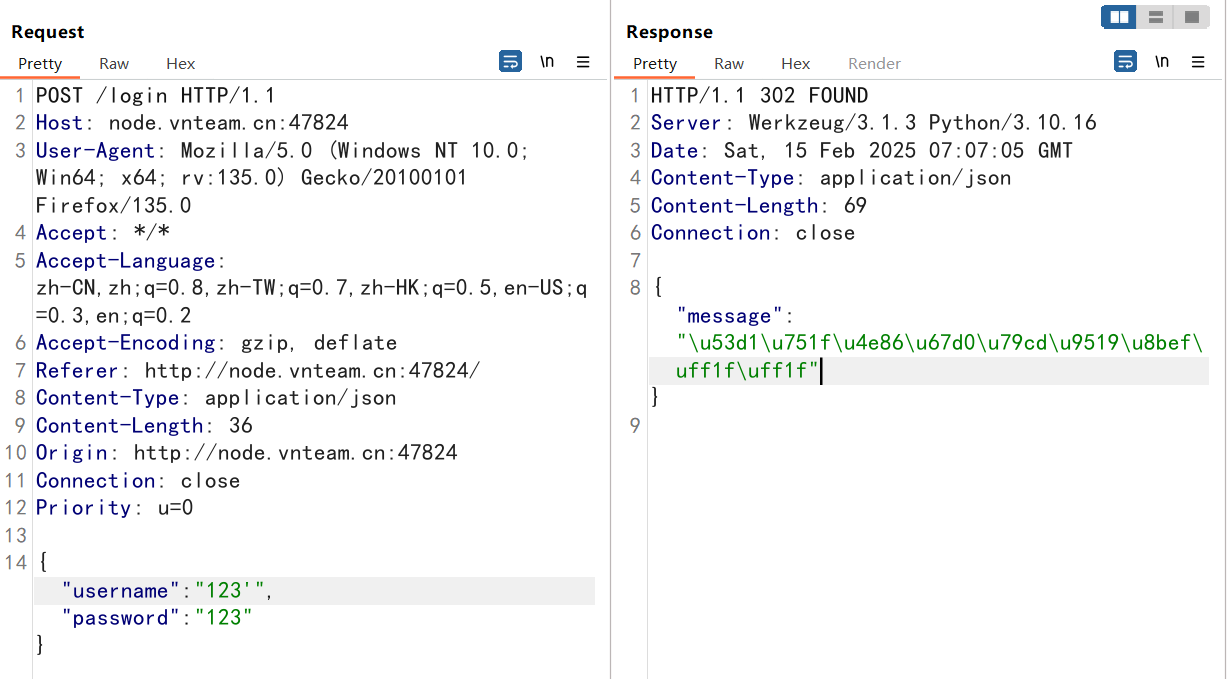 Request
Pretty Raw Hex \n
1 POST /login HTTP/1.1
2 Host: node.vnteam.cn:47824
3 User-Agent: Mozilla/5.0 (Windows NT 10.0;
Win64; x64; rv:135.0) Gecko/20100101
Firefox/135.0
4 Accept: */*
5 Accept-Language:
zh-CN,zh;q=0.8,zh-TW;q=0.7,zh-HK;q=0.5,en-US;q
=0.3,en;q=0.2
6 Accept-Encoding: gzip, deflate
7 Referer: http://node.vnteam.cn:47824/
8 Content-Type: application/json
9 Content-Length: 36
10 Origin: http://node.vnteam.cn:47824
11 Connection: close
12 Priority: u=0
13
14 {
"username":"123'",
"password":"123"
}
Response
Pretty Raw Hex Render \n
1 HTTP/1.1 302 FOUND
2 Server: Werkzeug/3.1.3 Python/3.10.16
3 Date: Sat, 15 Feb 2025 07:07:05 GMT
4 Content-Type: application/json
5 Content-Length: 69
6 Connection: close
7
8 {
"message":
"\u53d1\u751f\u4e86\u67d0\u79cd\u9519\u8bef\
uff1f\uff1f"
}
9